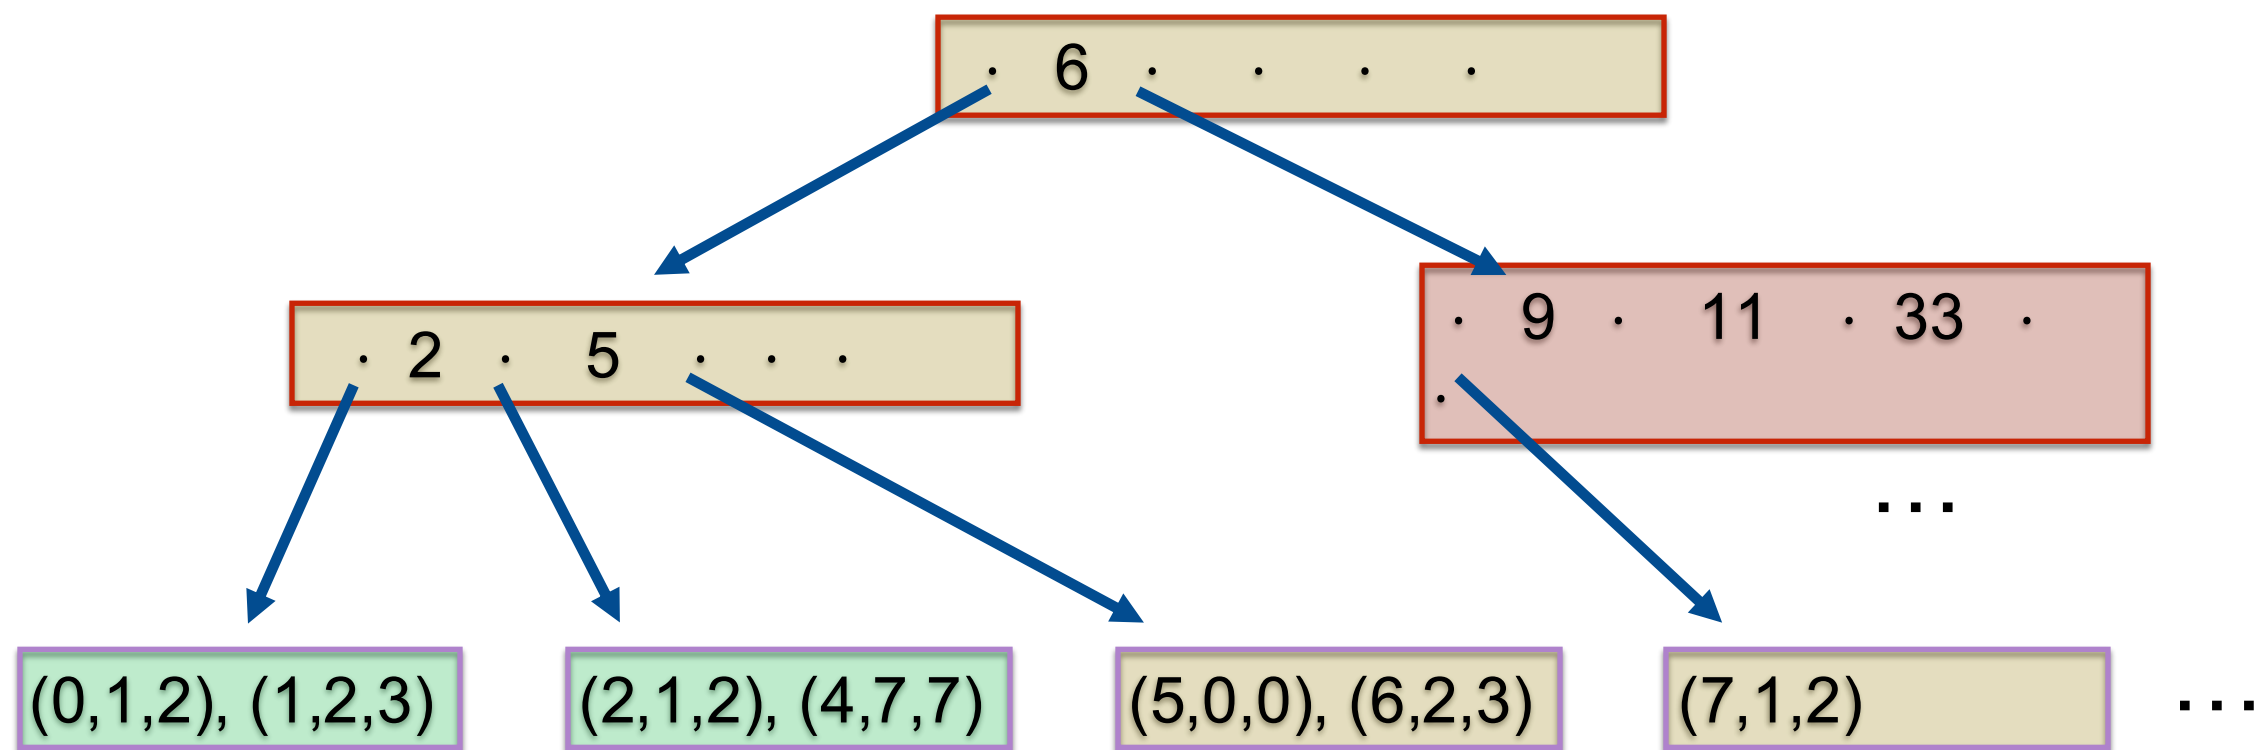 · 6 · · · ·
· 2 · 5 · · ·
· 9 · 11 · 33 ·
·
...
(0,1,2), (1,2,3)
(2,1,2), (4,7,7)
(5,0,0), (6,2,3)
(7,1,2)
...